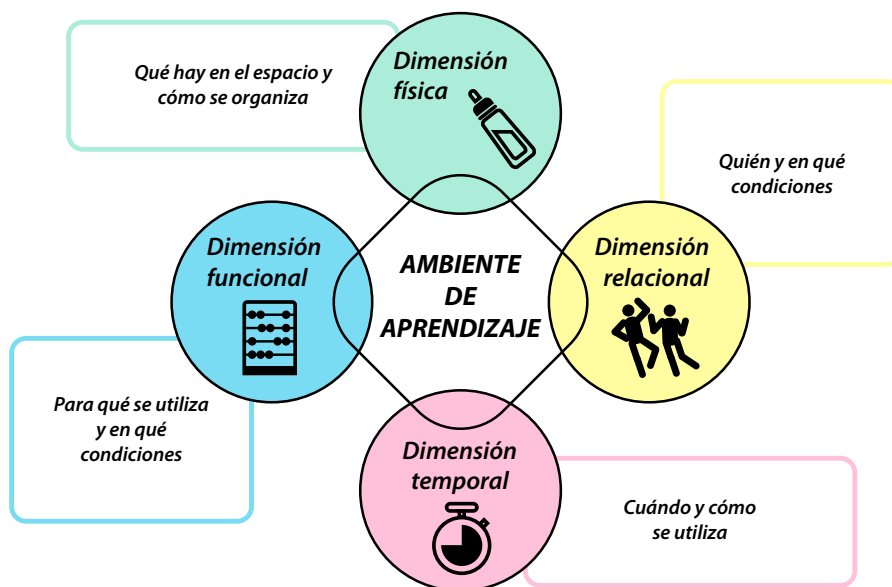 Qué hay en el espacio y
cómo se organiza
Dimensión
física
Quién y en qué
condiciones
Dimensión
funcional
AMBIENTE
DE
APRENDIZAJE
Dimensión
relacional
Para qué se utiliza
y en qué
condiciones
Dimensión
temporal
Cuándo y cómo
se utiliza